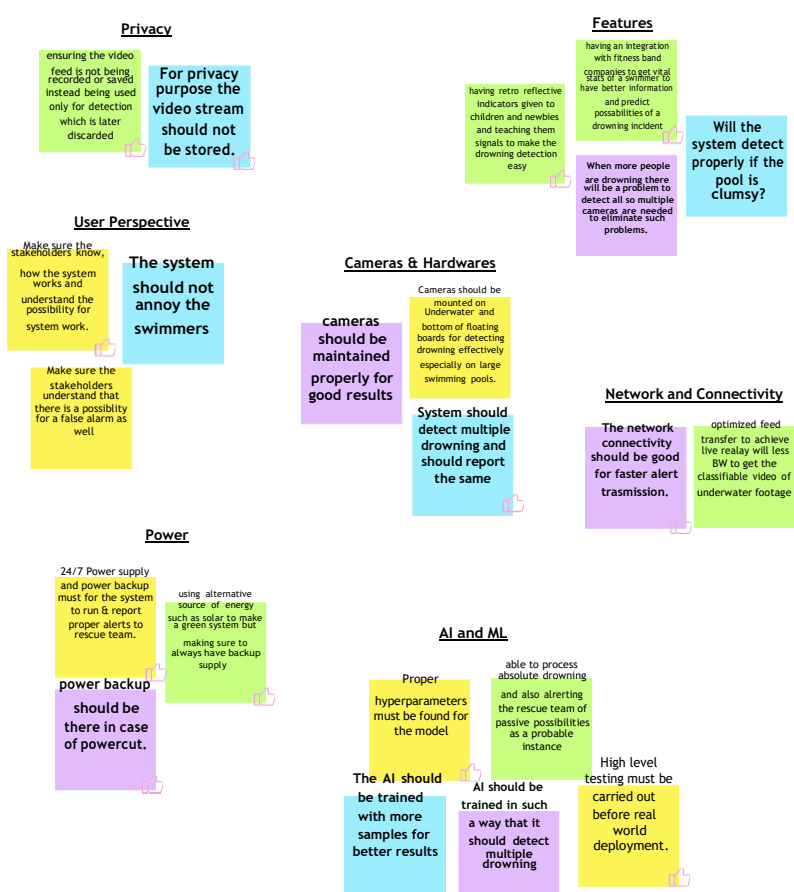 Privacy
ensuring the video
feed is not being
recorded or saved
instead being used
only for detection
which is later
discarded
For privacy
purpose the
video stream
should not
be stored.
Features
having an integration
with fitness band
companies to get vital
stats of a swimmer to
have better information
and predict
possabilities of a
drowning incident
having retro reflective
indicators given to
children and newbies
and teaching them
signals to make the
drowning detection
easy
Will the
system detect
properly if the
pool is
clumsy?
When more people
are drowning there
will be a problem to
detect all so multiple
cameras are needed
to eliminate such
problems.
User Perspective
Make sure the
stakeholders know,
how the system
works and
understand the
possibility for
system work.
The system
should not
annoy the
swimmers
Make sure the
stakeholders
understand that
there is a possiblity
for a false alarm as
well
Cameras & Hardwares
cameras
should be
maintained
properly for
good results
Cameras should be
mounted on
Underwater and
bottom of floating
boards for detecting
drowning effectively
especially on large
swimming pools.
System should
detect multiple
drowning and
should report
the same
Network and Connectivity
The network
connectivity
should be good
for faster alert
trasmission.
optimized feed
transfer to achieve
live realay will less
BW to get the
classifiable video of
underwater footage
Power
24/7 Power supply
and power backup
must for the system
to run & report
proper alerts to
rescue team.
using alternative
source of energy
such as solar to make
a green system but
making sure to
always have backup
supply
power backup
should be
there in case
of powercut.
AI and ML
Proper
hyperparameters
must be found for
the model
able to process
absolute drowning
and also alrerting
the rescue team of
passive possibilities
as a probable
instance
The AI should
be trained
with more
samples for
better results
AI should be
trained in such
a way that it
should detect
multiple
drowning
High level
testing must be
carried out
before real
world
deployment.